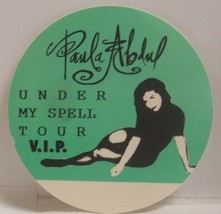 Paula Abdul
UNDER
MY SPELL
TOUR
V.I.P.